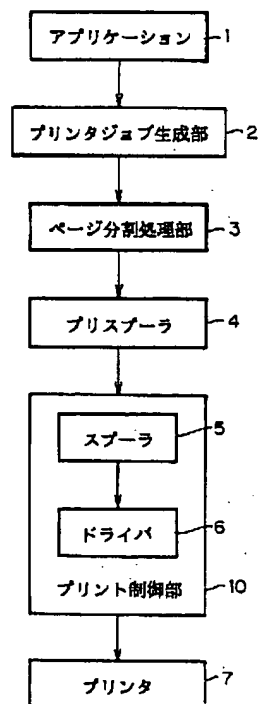 アプリケーション
1
プリンタジョブ生成部
2
ページ分割処理部
3
プリスプーラ
4
スプーラ
5
ドライバ
6
プリント制御部
10
プリンタ
7